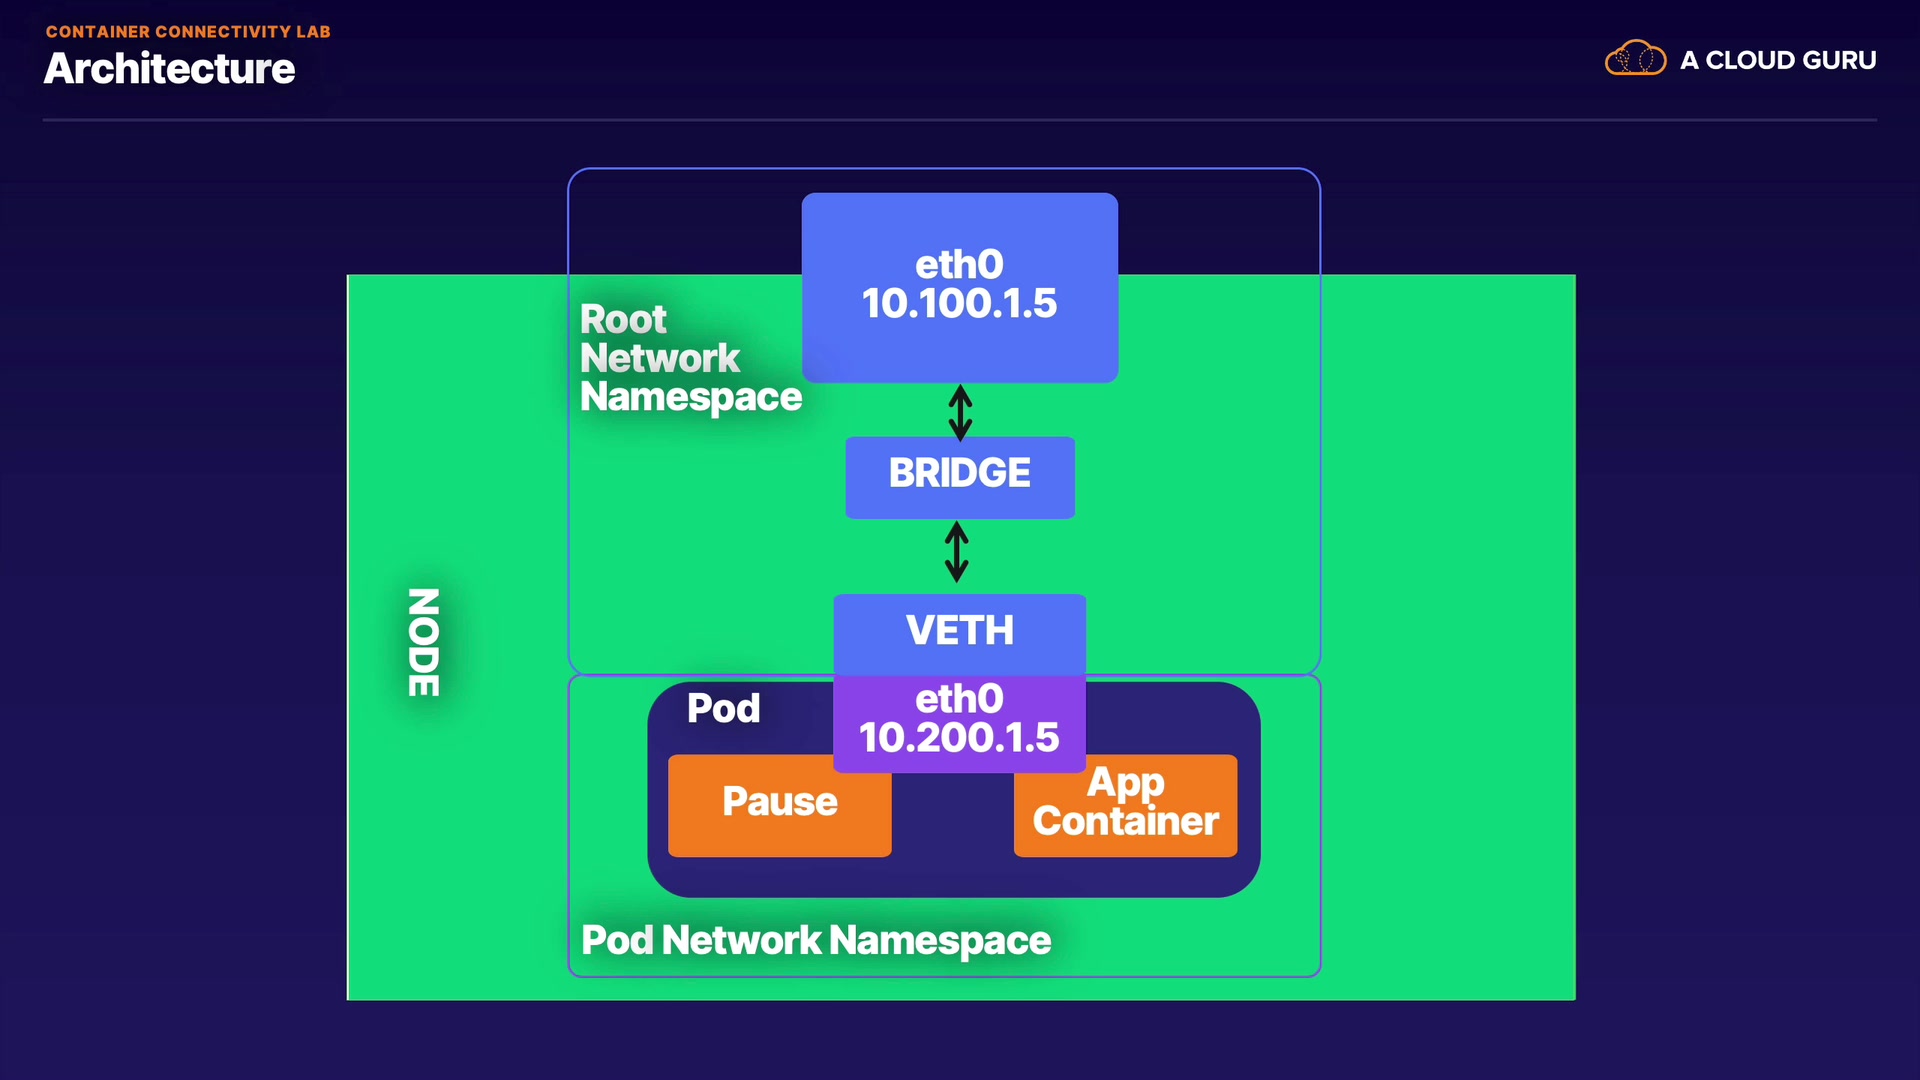 CONTAINER CONNECTIVITY LAB
Architecture
A CLOUD GURU
eth0
10.100.1.5
Root
Network
Namespace
BRIDGE
NODE
VETH
eth0
10.200.1.5
Pod
Pause
App
Container
Pod Network Namespace